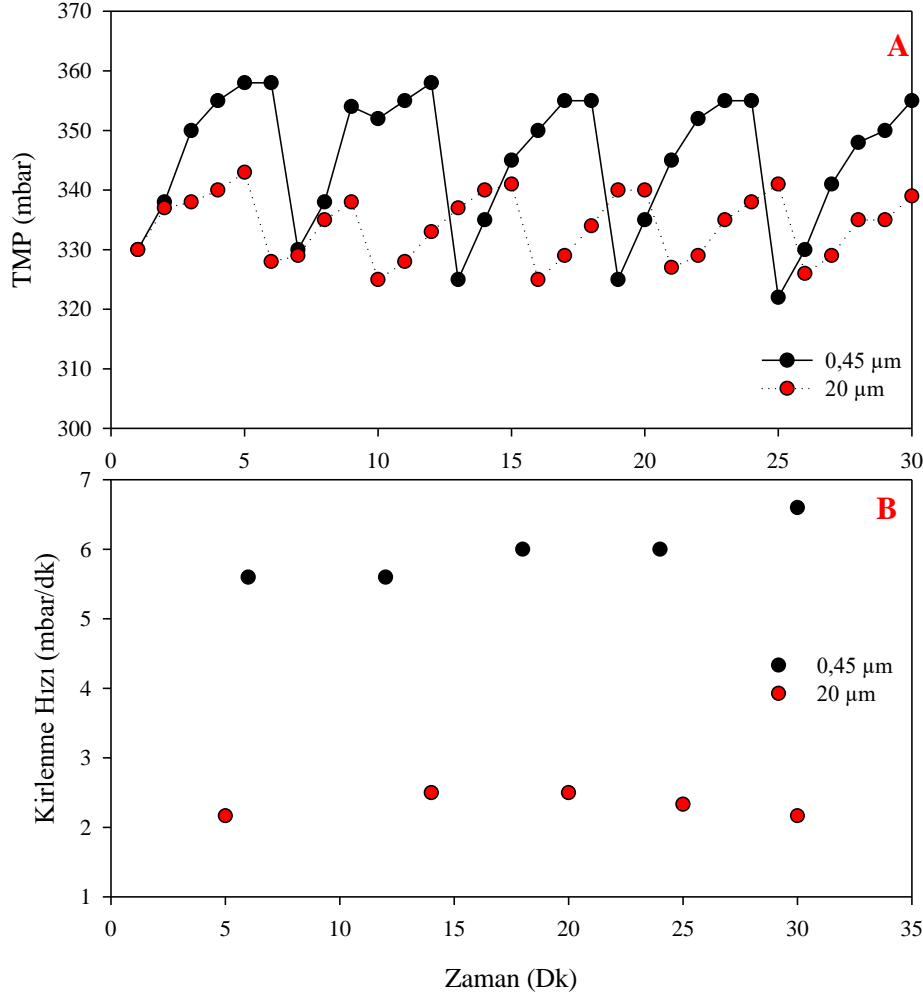 370
A
360
350
340
330
320
310
300
TMP (mbar)
0,45 µm
20 µm
0 5 10 15 20 25 30
7
B
6
5
4
3
2
1
Kirlenme Hızı (mbar/dk)
0,45 µm
20 µm
0 5 10 15 20 25 30 35
Zaman (Dk)